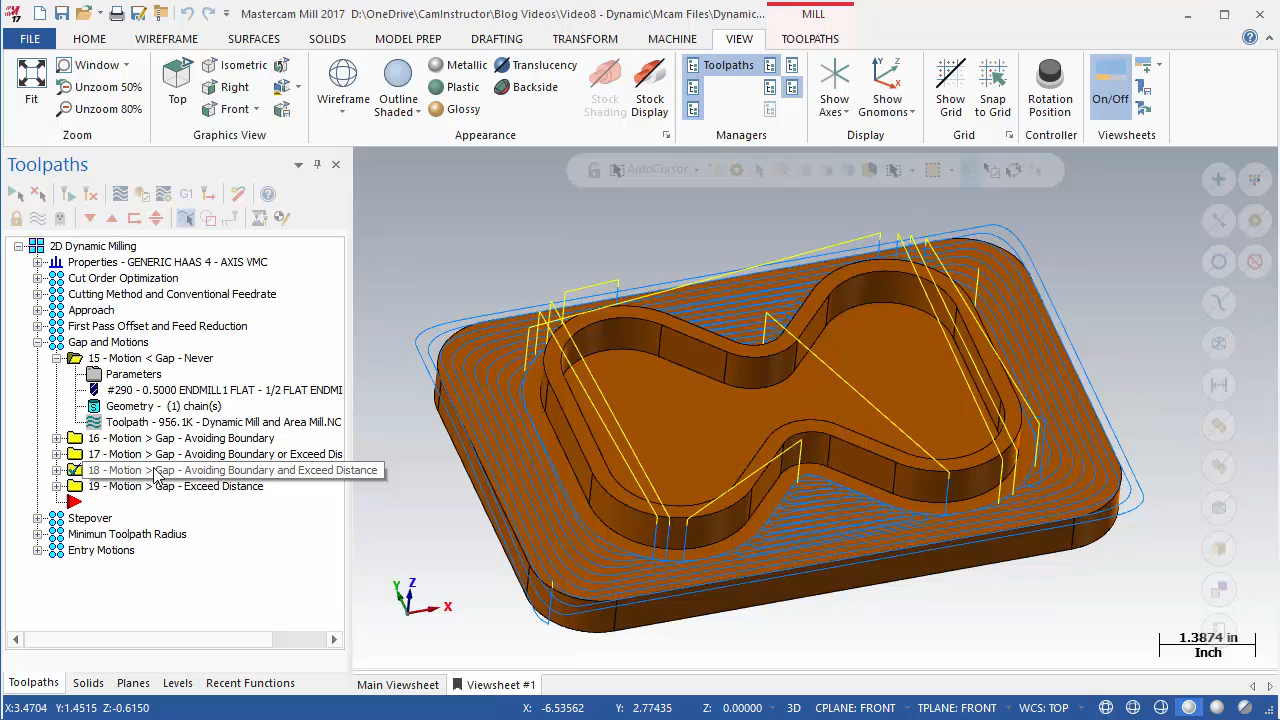 Mastercam Mill 2017 D:\OneDrive\CamInstructor\Blog Videos\Video8 - Dynamic\Mcam Files\Dynamic,...
MILL
FILE HOME WIREFRAME SURFACES SOLIDS MODEL PREP DRAFTING TRANSFORM MACHINE VIEW TOOLPATHS
Window Isometric Metallic Translucency Toolpaths
Unzoom 50% Right Plastic Backside
Unzoom 80% Front Glossy
Fit Top Wireframe Outline Shaded Stock Shading Stock Display Show Axes Show Gnomons Show Grid Snap to Grid Rotation Position On/Off
Zoom Graphics View Appearance Managers Display Grid Controller Viewsheets
Toolpaths
AutoCursor
G1
2D Dynamic Milling
Properties - GENERIC HAAS 4 - AXIS VMC
Cut Order Optimization
Cutting Method and Conventional Feedrate
Approach
First Pass Offset and Feed Reduction
Gap and Motions
15 - Motion < Gap - Never
Parameters
#290 - 0.5000 ENDMILL1 FLAT - 1/2 FLAT ENDMI
Geometry - (1) chain(s)
Toolpath - 956.1K - Dynamic Mill and Area Mill.NC
16 - Motion > Gap - Avoiding Boundary
17 - Motion > Gap - Avoiding Boundary or Exceed Dis
18 - Motion > Gap - Avoiding Boundary and Exceed Distance
19 - Motion > Gap - Exceed Distance
Stepover
Minimun Toolpath Radius
Entry Motions
Y Z X
1.3874 in
Inch
Toolpaths Solids Planes Levels Recent Functions Main Viewsheet Viewsheet #1
X:3.4704 Y:1.4515 Z:-0.6150 X: -6.53562 Y: 2.77435 Z: 0.00000 3D CPLANE: FRONT TPLANE: FRONT WCS: TOP